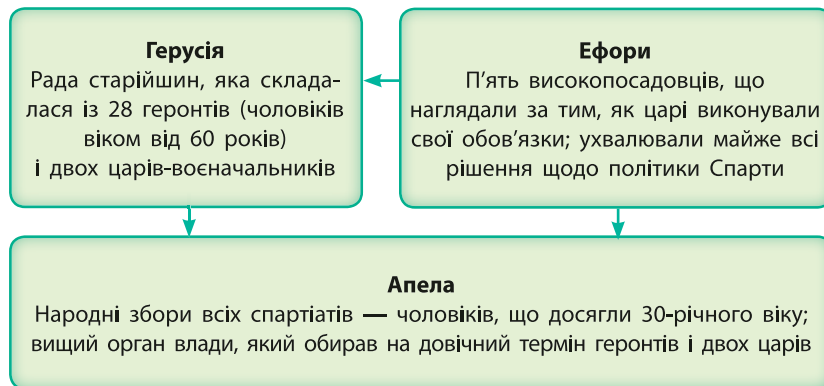 Герусія
Рада старійшин, яка склада-
лася із 28 геронтів (чоловіків
віком від 60 років)
і двох царів-воєначальників
Ефори
П’ять високопосадовців, що
наглядали за тим, як царі виконували
свої обов’язки; ухвалювали майже всі
рішення щодо політики Спарти
Апела
Народні збори всіх спартіатів — чоловіків, що досягли 30-річного віку;
вищий орган влади, який обирав на довічний термін геронтів і двох царів